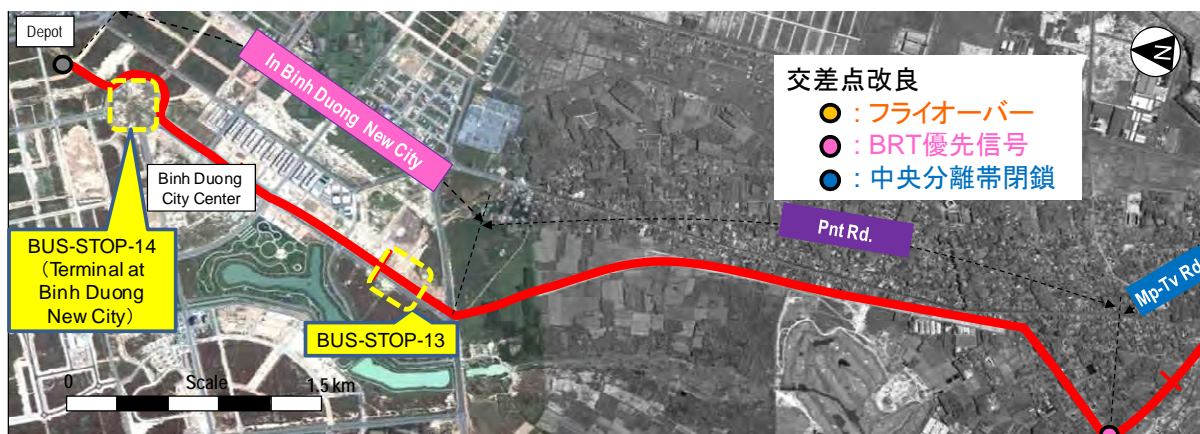 Depot
In Binh Duong New City
N
交差点改良
: フライオーバー
: BRT優先信号
: 中央分離帯閉鎖
Binh Duong
City Center
Pnt Rd.
Mp-Tv Rd
BUS-STOP-14
(Terminal at
Binh Duong
New City)
BUS-STOP-13
0
Scale
1.5 km